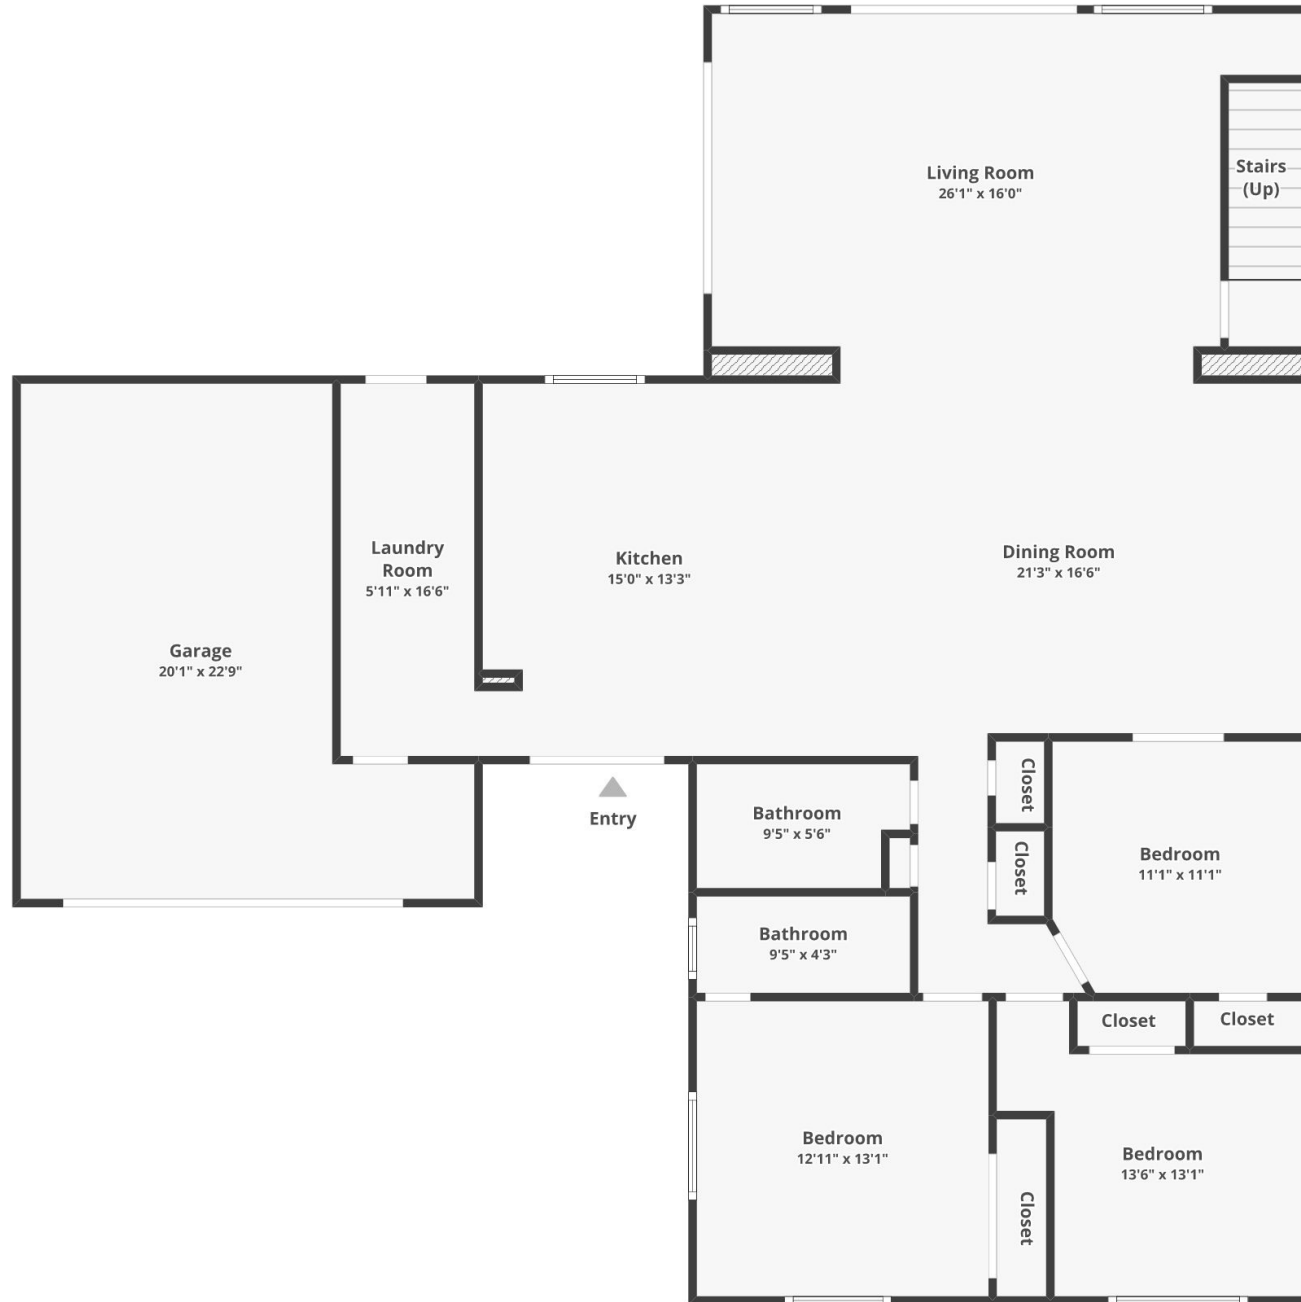 Living Room
26'1" x 16'0"
Stairs
(Up)
Laundry
Room
5'11" x 16'6"
Kitchen
15'0" x 13'3"
Dining Room
21'3" x 16'6"
Garage
20'1" x 22'9"
Entry
Bathroom
9'5" x 5'6"
Closet
Closet
Bedroom
11'1" x 11'1"
Bathroom
9'5" x 4'3"
Closet
Closet
Bedroom
12'11" x 13'1"
Closet
Bedroom
13'6" x 13'1"